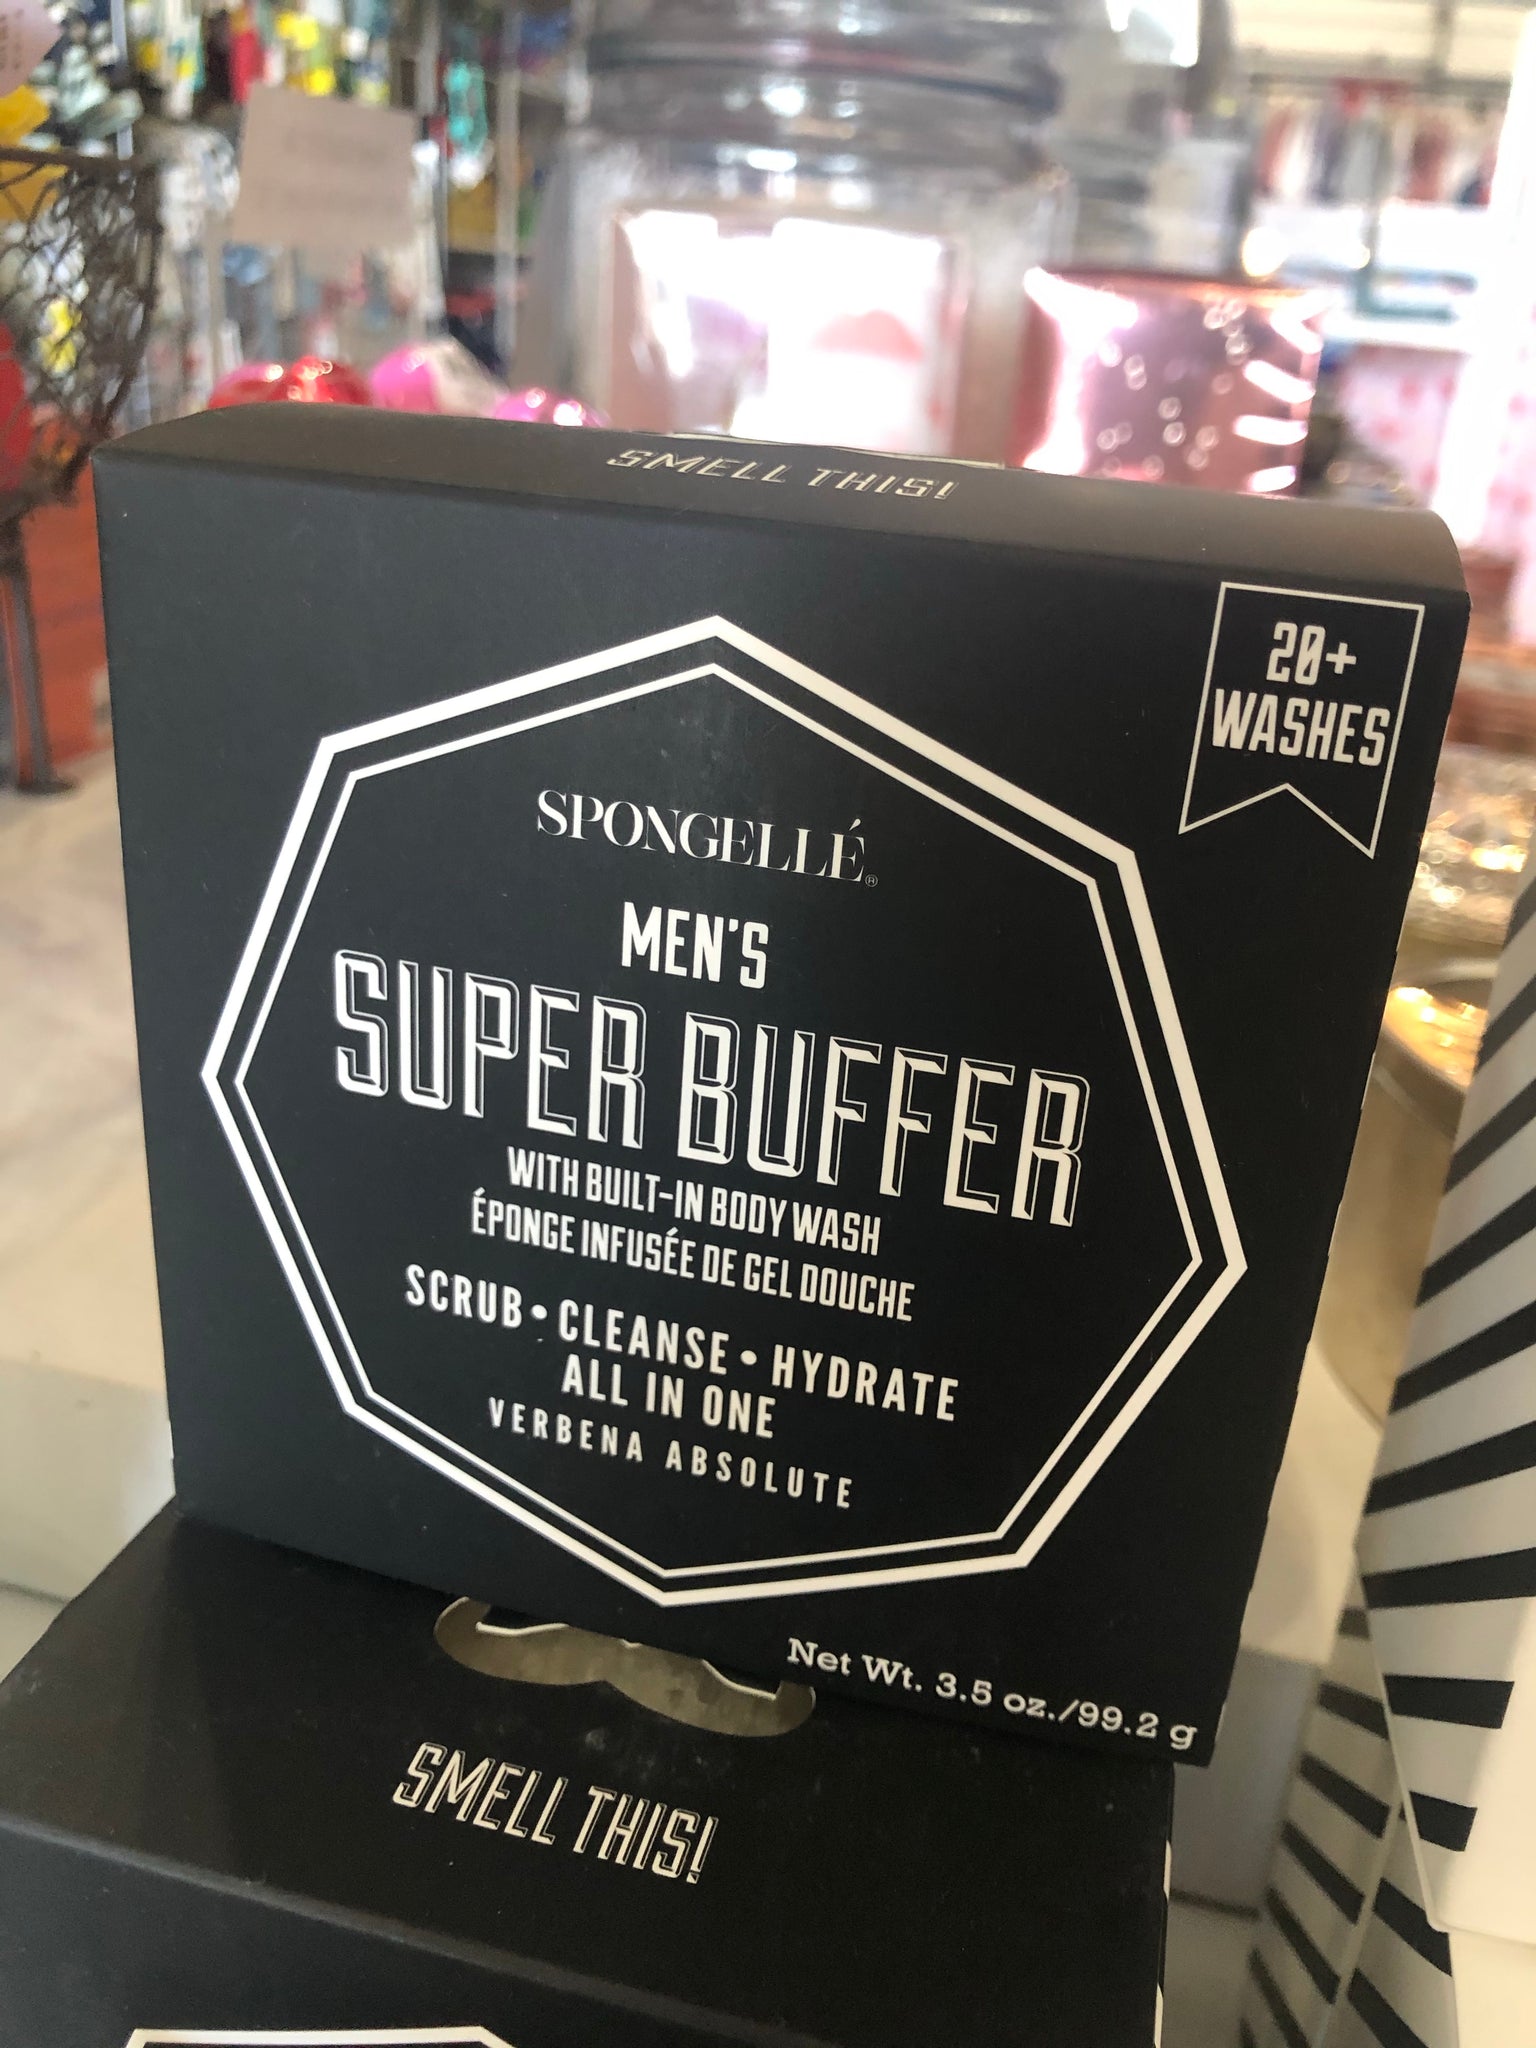 SMELL THIS!
20+
WASHES
SPONGELLÉ®
MEN'S
SUPER BUFFER
WITH BUILT-IN BODY WASH
ÉPONGE INFUSÉE DE GEL DOUCHE
SCRUB • CLEANSE • HYDRATE
ALL IN ONE
VERBENA ABSOLUTE
Net Wt. 3.5 oz./99.2 g
SMELL THIS!